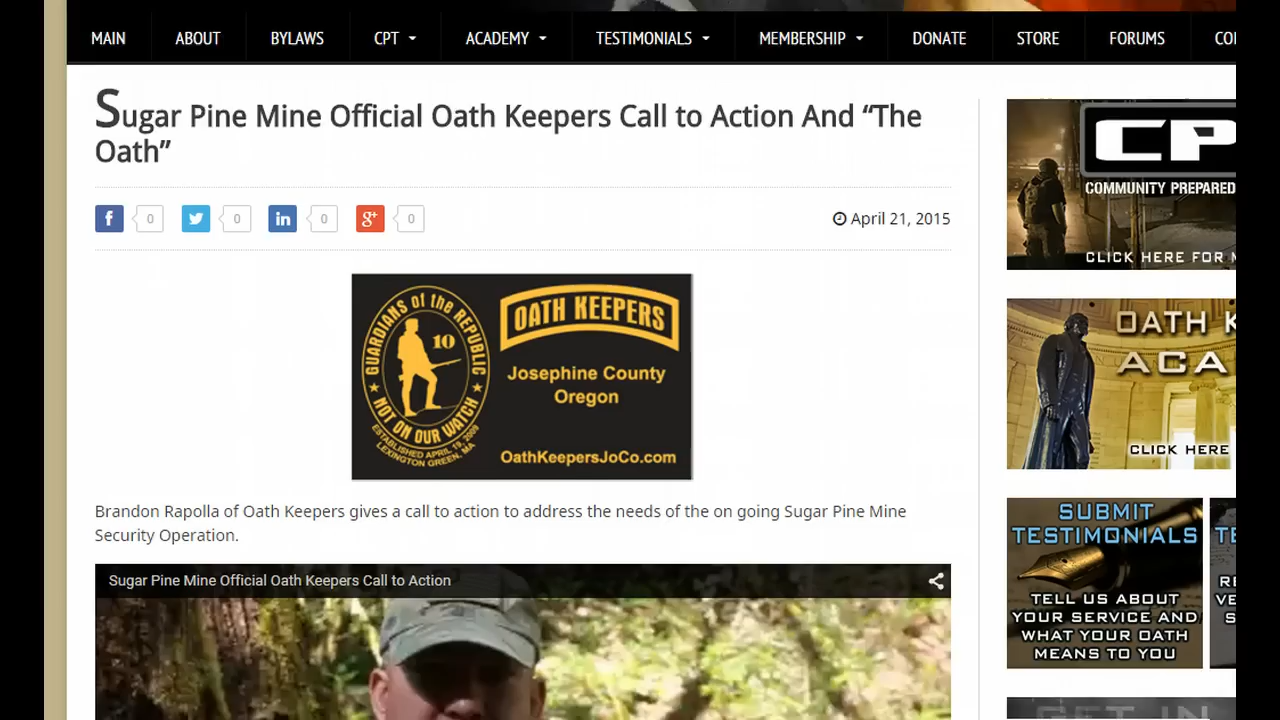 MAIN ABOUT BYLAWS CPT ACADEMY TESTIMONIALS MEMBERSHIP DONATE STORE FORUMS
Sugar Pine Mine Official Oath Keepers Call to Action And “The
Oath”
0 0 0 0
April 21, 2015
GUARDIANS of the REPUBLIC
10
NOT ON OUR WATCH
ESTABLISHED APRIL 19, 2009
LEXINGTON GREEN, MA
OATH KEEPERS
Josephine County
Oregon
OathKeepersJoCo.com
Brandon Rapolla of Oath Keepers gives a call to action to address the needs of the on going Sugar Pine Mine
Security Operation.
Sugar Pine Mine Official Oath Keepers Call to Action
CP
COMMUNITY PREPARED
CLICK HERE FOR
OATH K
ACA
CLICK HERE
SUBMIT
TESTIMONIALS
TELL US ABOUT
YOUR SERVICE AND
WHAT YOUR OATH
MEANS TO YOU
GET IN